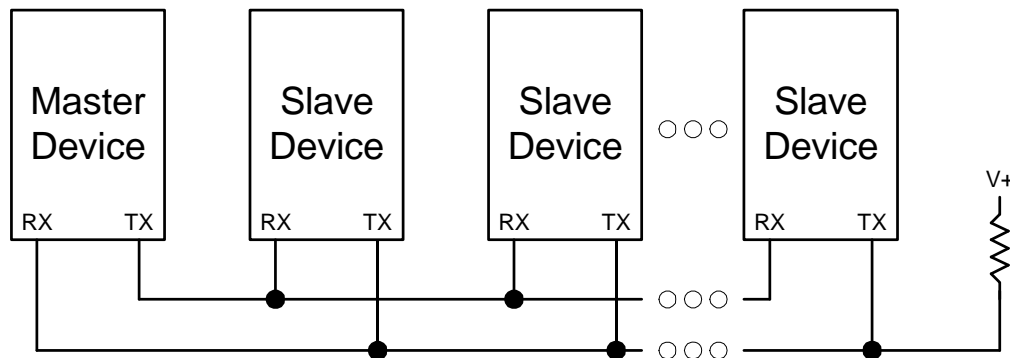 Master
Device
Slave
Device
Slave
Device
Slave
Device
RX TX
RX TX
RX TX
RX TX
V+